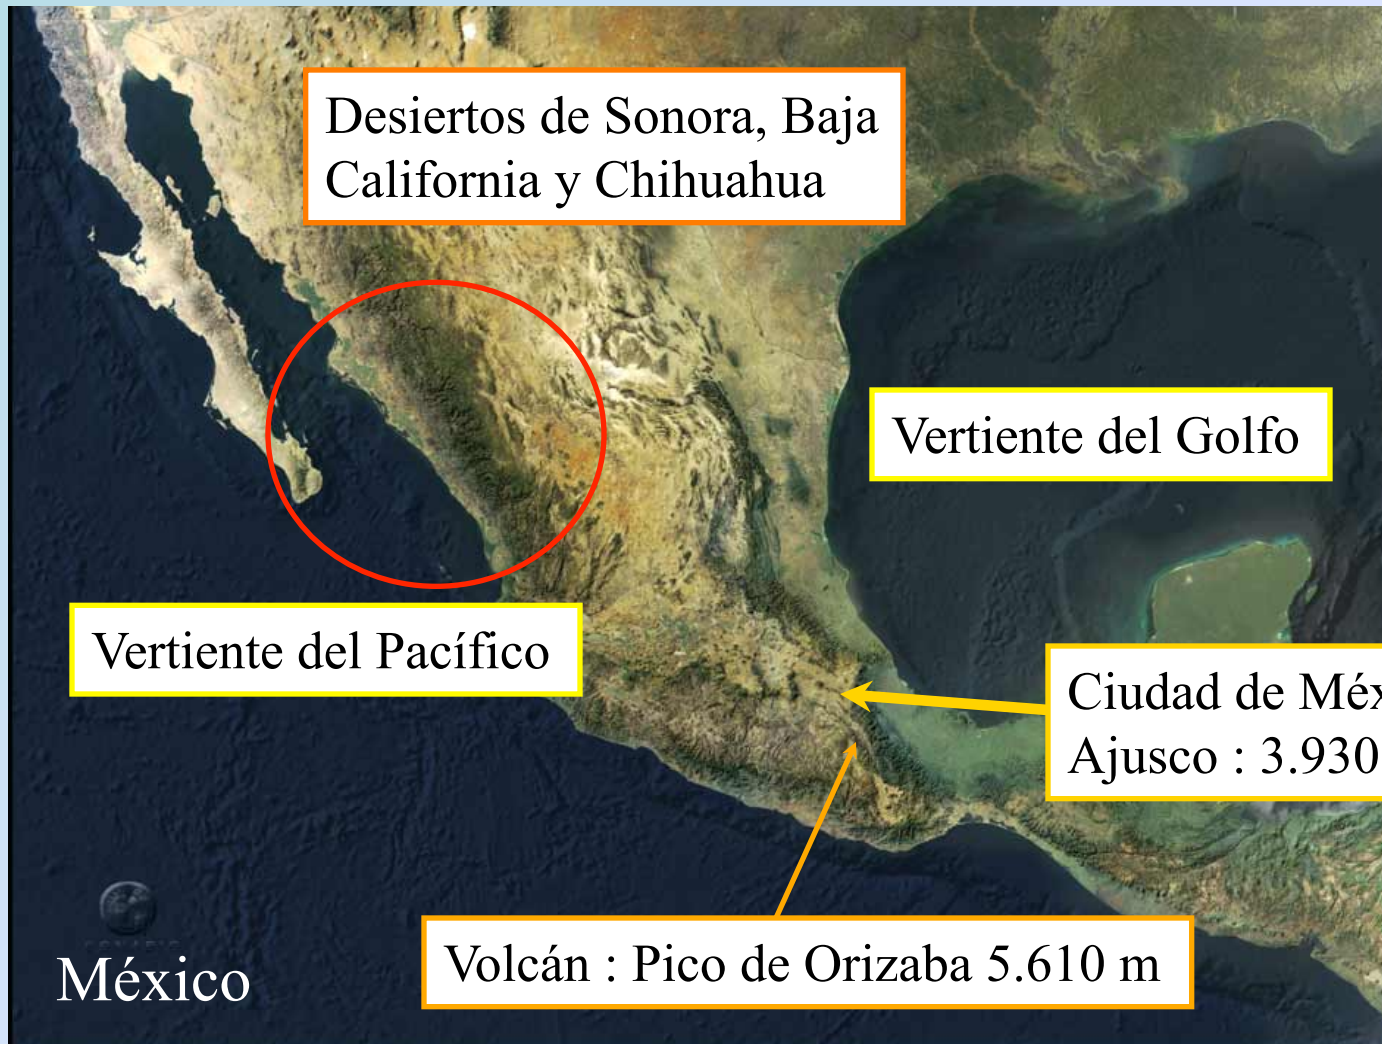 Desiertos de Sonora, Baja
California y Chihuahua
Vertiente del Golfo
Vertiente del Pacífico
Ciudad de
Ajusco : 3.930
Volcán : Pico de Orizaba 5.610 m
México